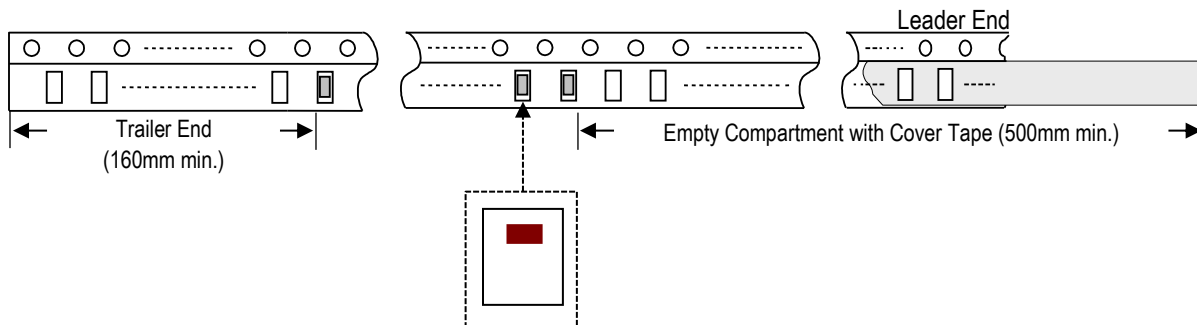 Leader End
Trailer End
(160mm min.)
Empty Compartment with Cover Tape (500mm min.)